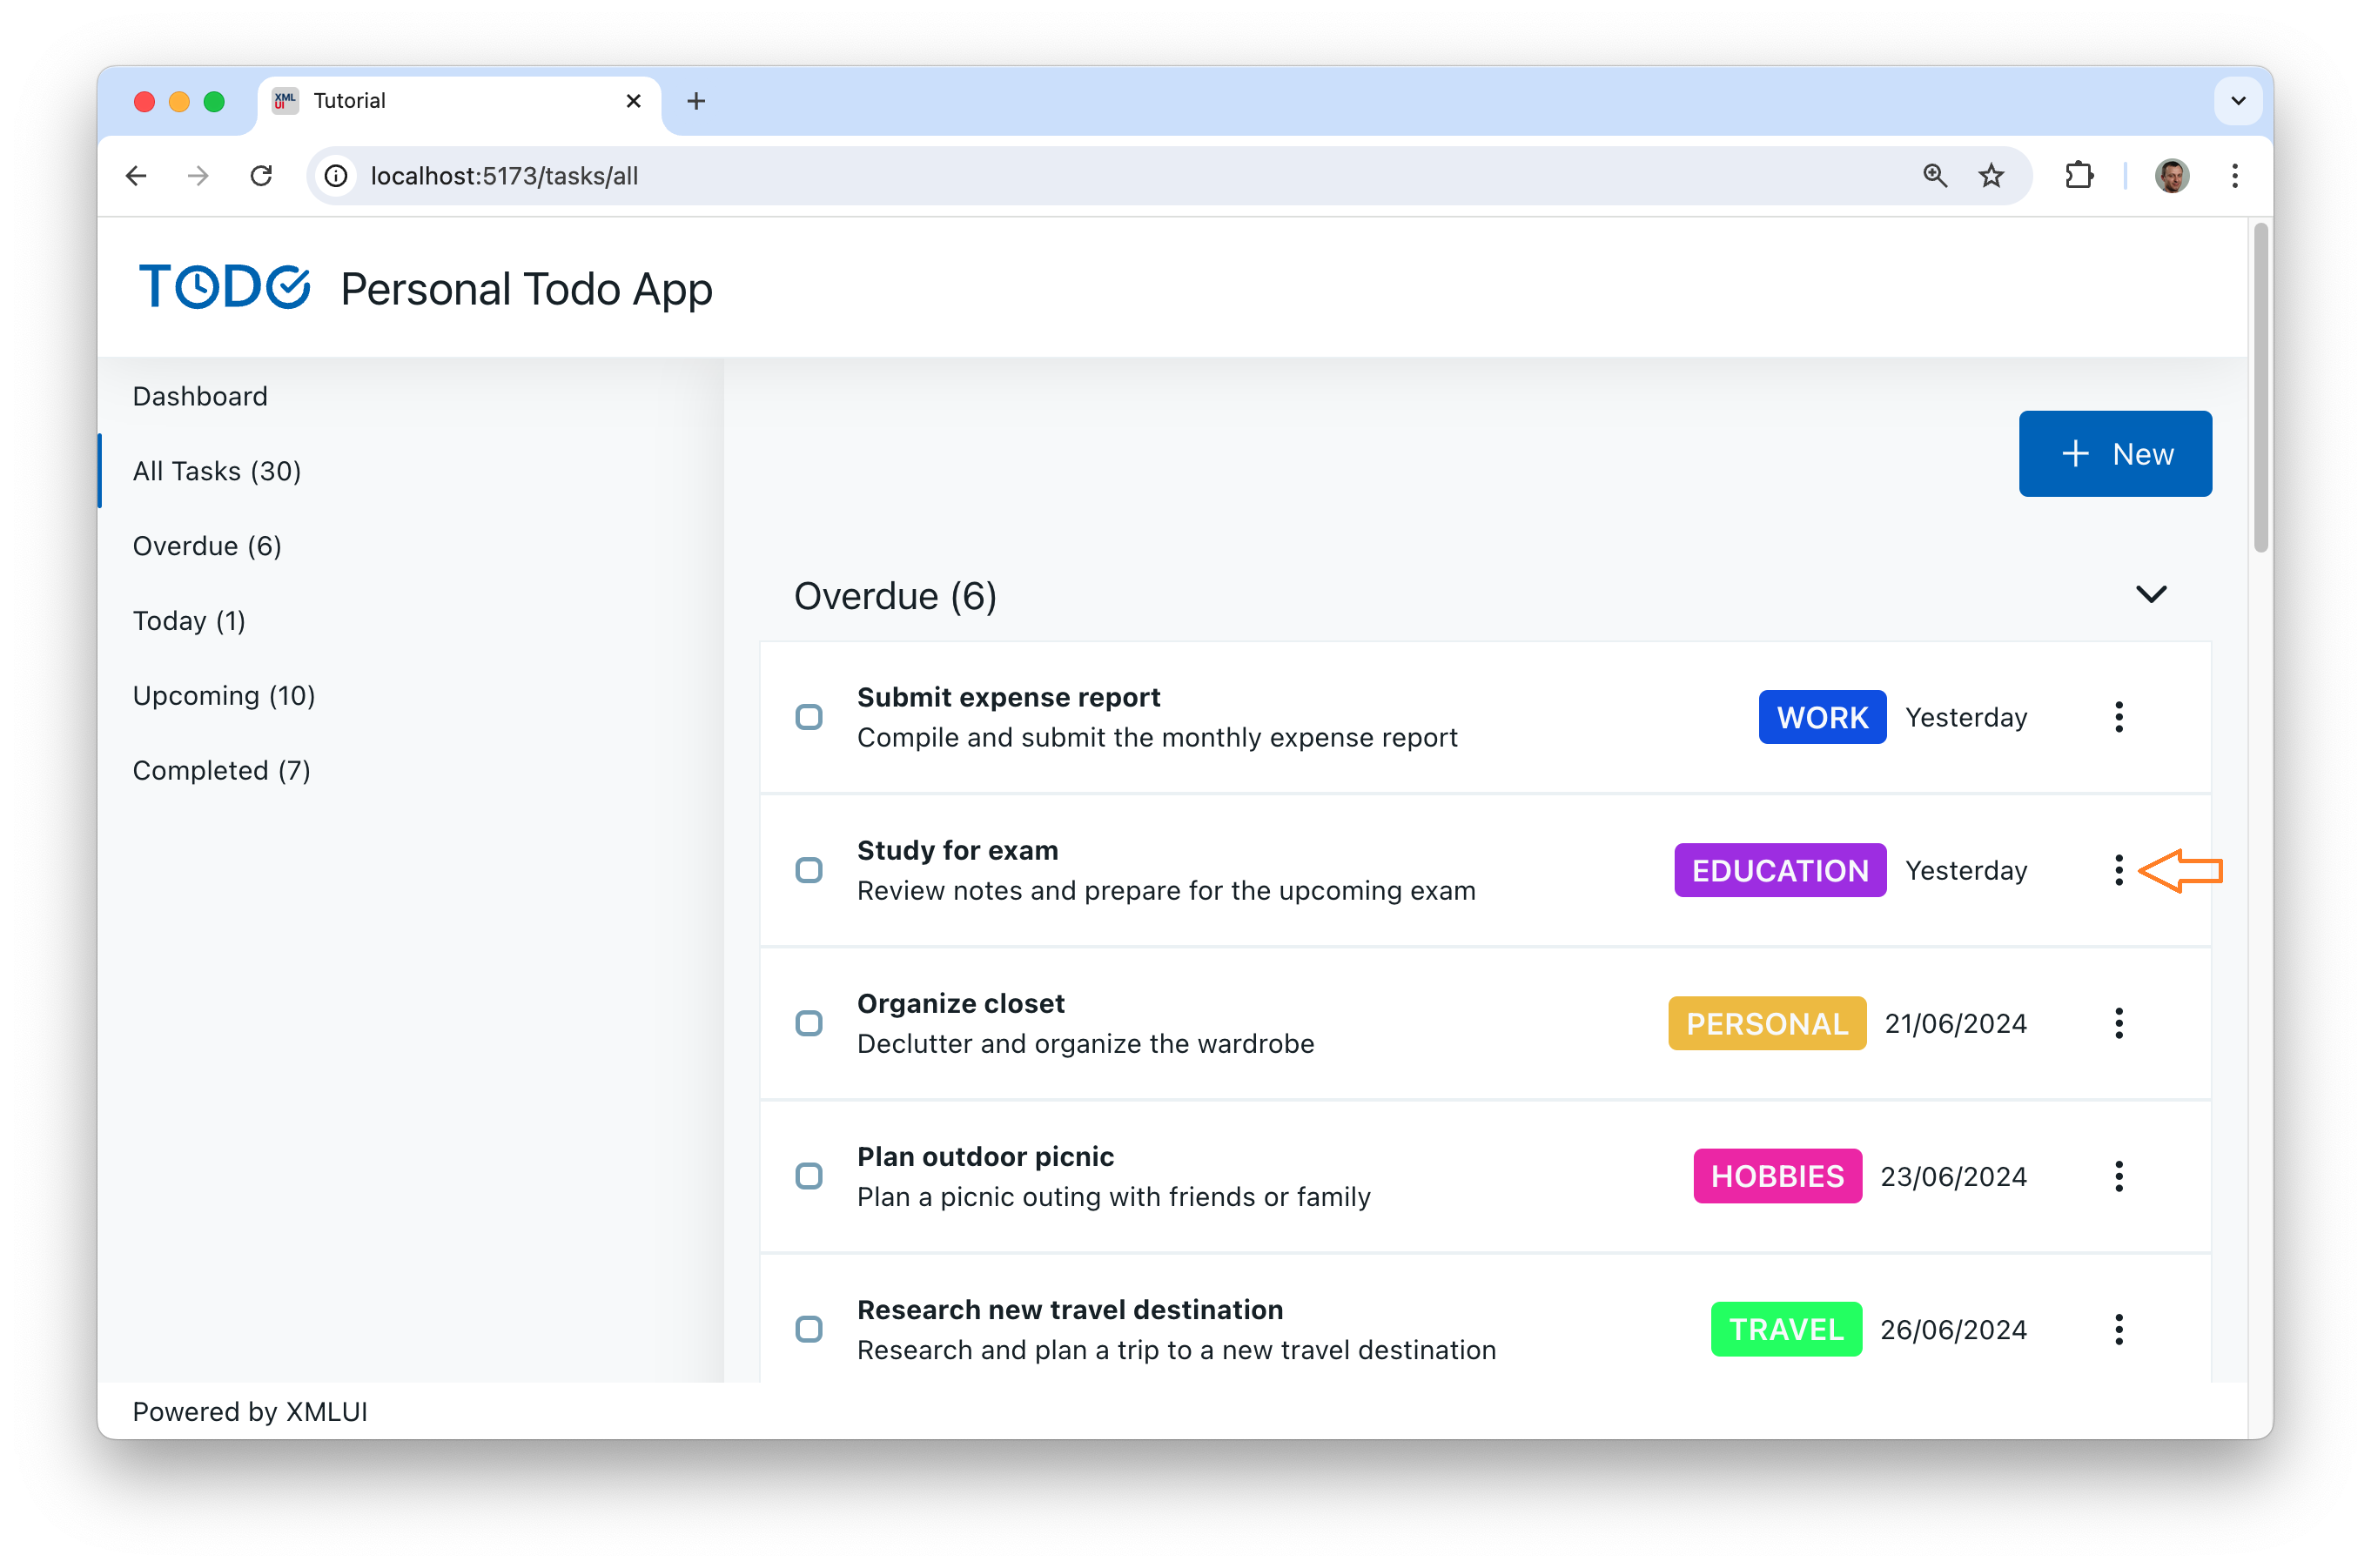 XML UI Tutorial
localhost:5173/tasks/all
TODO Personal Todo App
Dashboard
All Tasks (30)
Overdue (6)
Today (1)
Upcoming (10)
Completed (7)
New
Overdue (6)
Submit expense report
Compile and submit the monthly expense report
WORK Yesterday
Study for exam
Review notes and prepare for the upcoming exam
EDUCATION Yesterday
Organize closet
Declutter and organize the wardrobe
PERSONAL 21/06/2024
Plan outdoor picnic
Plan a picnic outing with friends or family
HOBBIES 23/06/2024
Research new travel destination
Research and plan a trip to a new travel destination
TRAVEL 26/06/2024
Powered by XMLUI